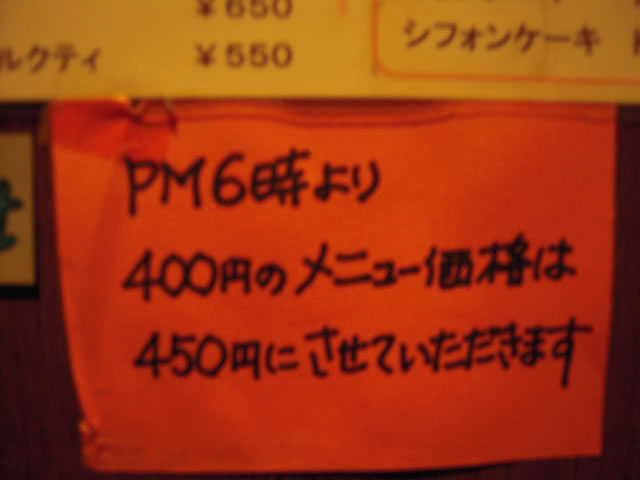 ¥650
ルクティ ¥550
シフォンケーキ
PM6時より
400円のメニュー価格は
450円にさせていただきます
せ